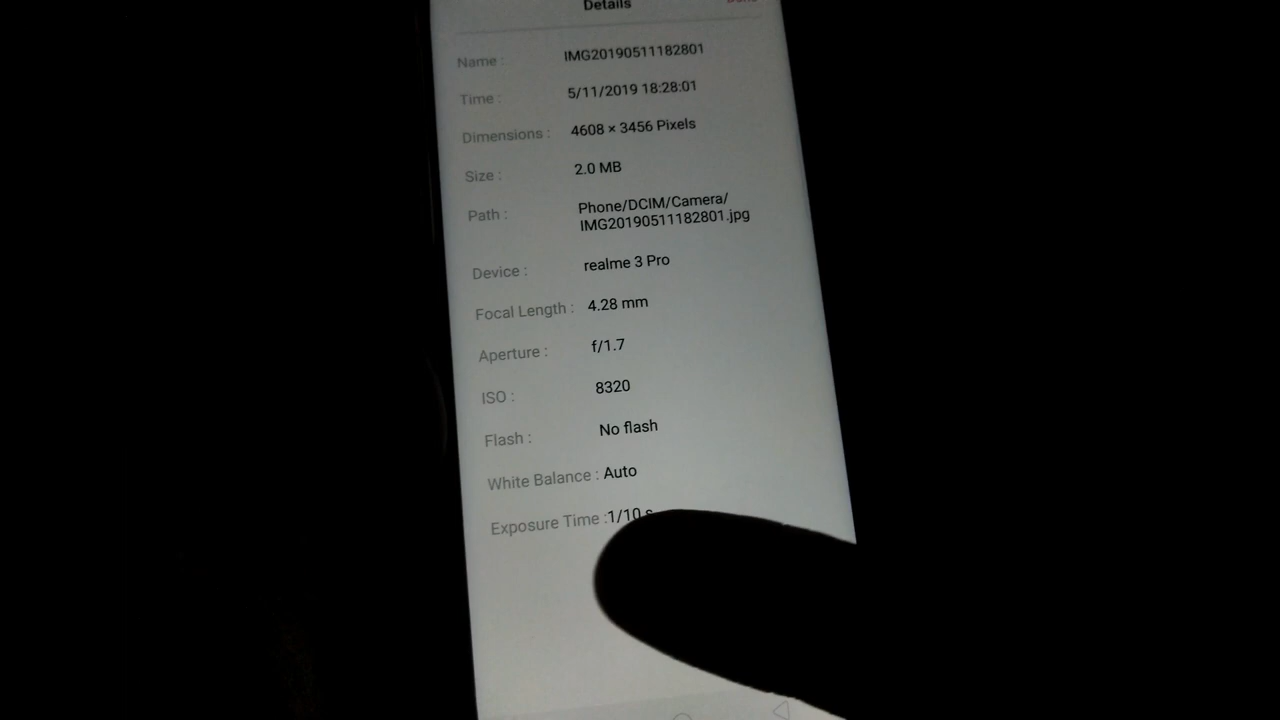 Details
Name : IMG20190511182801
Time : 5/11/2019 18:28:01
Dimensions : 4608 × 3456 Pixels
Size : 2.0 MB
Path : Phone/DCIM/Camera/
IMG20190511182801.jpg
Device : realme 3 Pro
Focal Length : 4.28 mm
Aperture : f/1.7
ISO : 8320
Flash : No flash
White Balance : Auto
Exposure Time :1/10 s